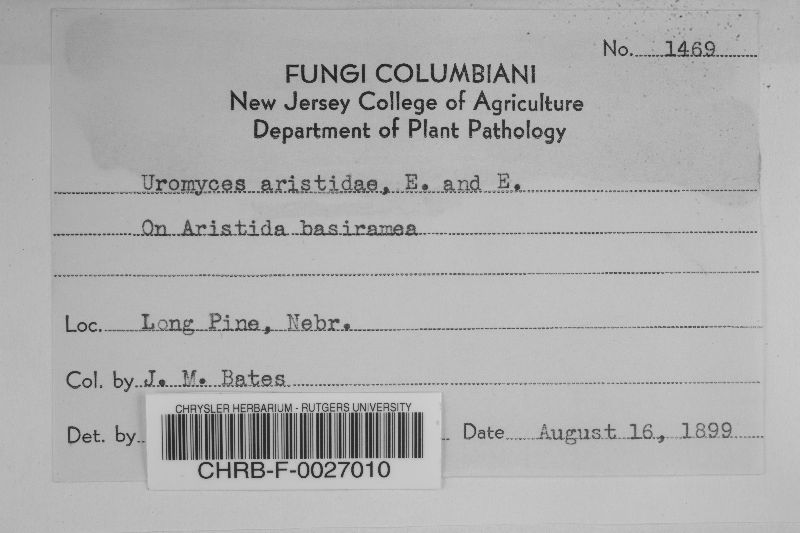 No. 1469
FUNGI COLUMBIANI
New Jersey College of Agriculture
Department of Plant Pathology
Uromyces aristidae, E. and E.
On Aristida basiramea
Loc. Long Pine, Nebr.
Col. by J. M. Bates
Det. by
Date August 16, 1899
CHRYSLER HERBARIUM - RUTGERS UNIVERSITY
CHRB-F-0027010